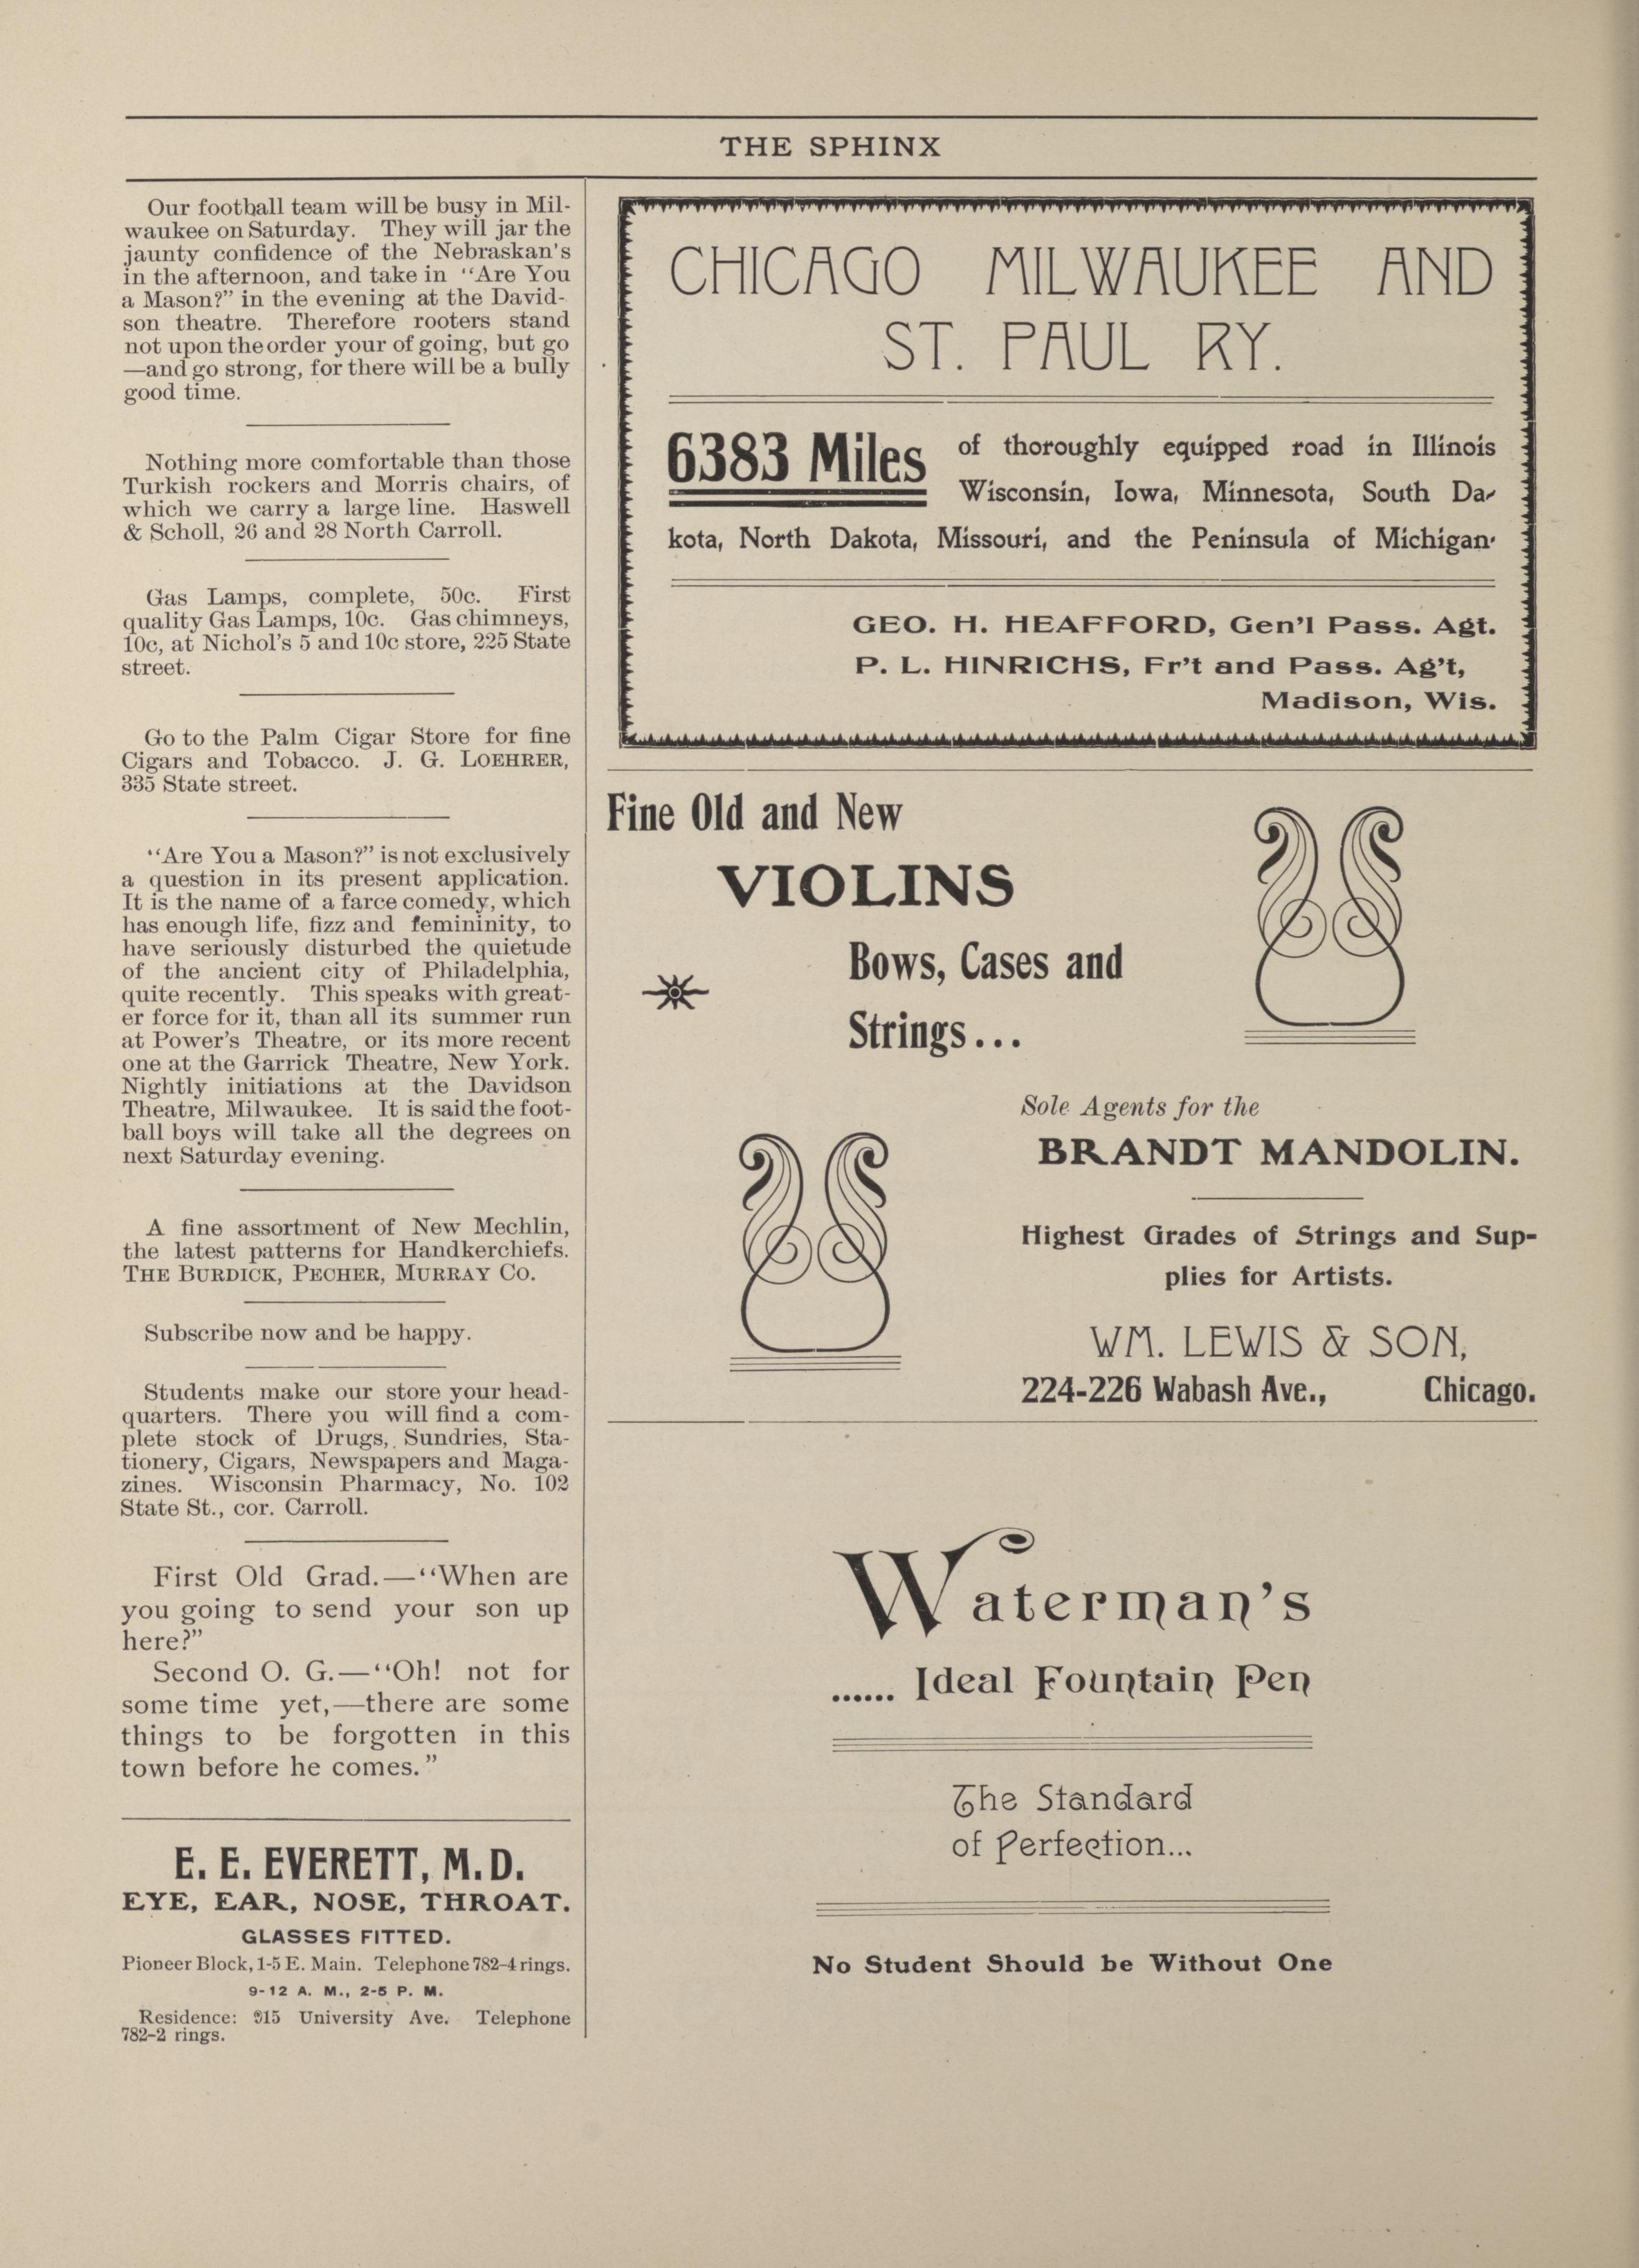 THE SPHINX
Our football team will be busy in Mil-
waukee on Saturday. They will jar the
jaunty confidence of the Nebraskan's
in the afternoon, and take in "Are You
a Mason?" in the evening at the David-
son theatre. Therefore rooters stand
not upon the order your of going, but go
—and go strong, for there will be a bully
good time.
Nothing more comfortable than those
Turkish rockers and Morris chairs, of
which we carry a large line. Haswell
& Scholl, 26 and 28 North Carroll.
Gas Lamps, complete, 50c. First
quality Gas Lamps, 10c. Gas chimneys,
10c, at Nichol's 5 and 10c store, 225 State
street.
Go to the Palm Cigar Store for fine
Cigars and Tobacco. J. G. LOEHRER,
335 State street.
"Are You a Mason?" is not exclusively
a question in its present application.
It is the name of a farce comedy, which
has enough life, fizz and femininity, to
have seriously disturbed the quietude
of the ancient city of Philadelphia,
quite recently. This speaks with great-
er force for it, than all its summer run
at Power's Theatre, or its more recent
one at the Garrick Theatre, New York.
Nightly initiations at the Davidson
Theatre, Milwaukee. It is said the foot-
ball boys will take all the degrees on
next Saturday evening.
A fine assortment of New Mechlin,
the latest patterns for Handkerchiefs.
THE BURDICK, PECHER, MURRAY CO.
Subscribe now and be happy.
Students make our store your head-
quarters. There you will find a com-
plete stock of Drugs, Sundries, Sta-
tionery, Cigars, Newspapers and Maga-
zines. Wisconsin Pharmacy, No. 102
State St., cor. Carroll.
First Old Grad.—"When are
you going to send your son up
here?"
Second O. G.—"Oh! not for
some time yet,—there are some
things to be forgotten in this
town before he comes."
E. E. EVERETT, M.D.
EYE, EAR, NOSE, THROAT.
GLASSES FITTED.
Pioneer Block, 1-5 E. Main. Telephone 782-4 rings.
9-12 A. M., 2-5 P. M.
Residence: 915 University Ave. Telephone
782-2 rings.
CHICAGO MILWAUKEE AND
ST. PAUL RY.
6383 Miles of thoroughly equipped road in Illinois
Wisconsin, Iowa, Minnesota, South Da-
kota, North Dakota, Missouri, and the Peninsula of Michigan·
GEO. H. HEAFFORD, Gen'l Pass. Agt.
P. L. HINRICHS, Fr't and Pass. Ag't,
Madison, Wis.
Fine Old and New
VIOLINS
Bows, Cases and
Strings...
Sole Agents for the
BRANDT MANDOLIN.
Highest Grades of Strings and Sup-
plies for Artists.
WM. LEWIS & SON,
224-226 Wabash Ave., Chicago.
Waterman's
...... Ideal Fountain Pen
The Standard
of Perfection...
No Student Should be Without One